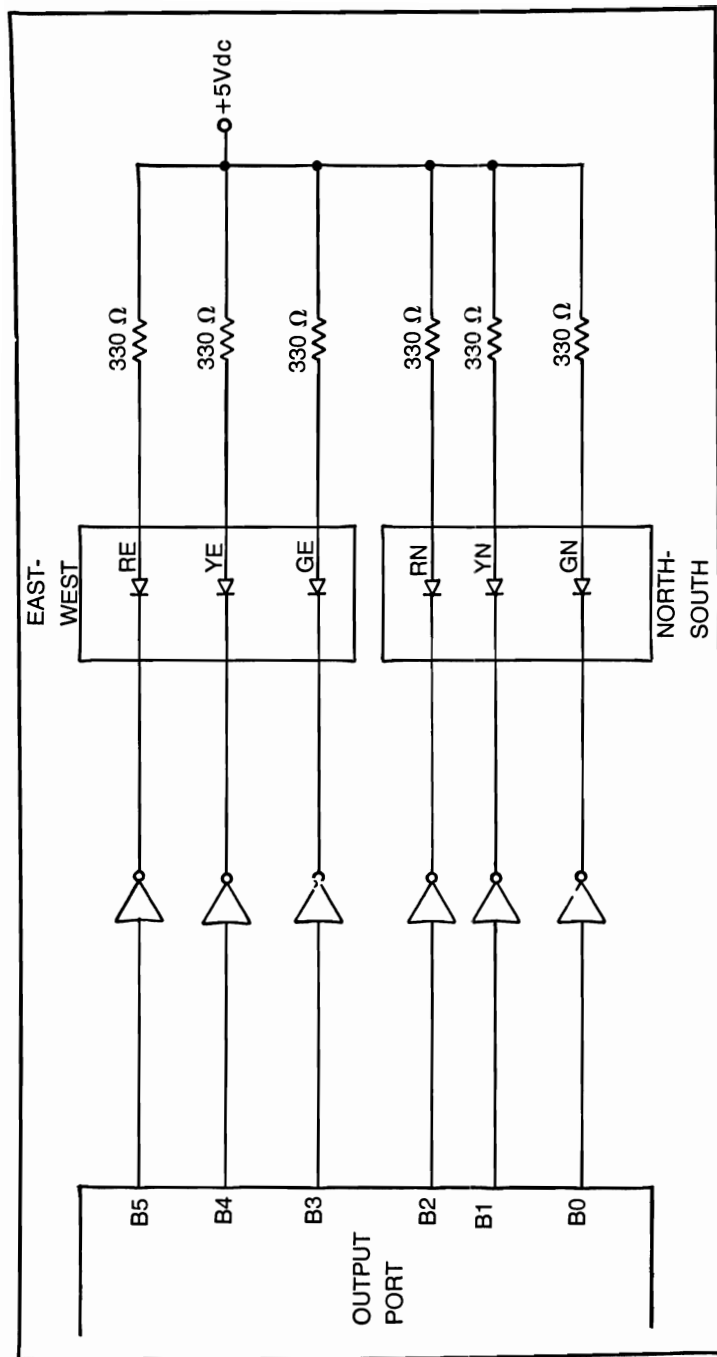 +5Vdc
330 Ω
330 Ω
330 Ω
330 Ω
330 Ω
330 Ω
EAST-
WEST
RE
YE
GE
RN
YN
GN
NORTH-
SOUTH
B5
B4
B3
B2
B1
B0
OUTPUT
PORT